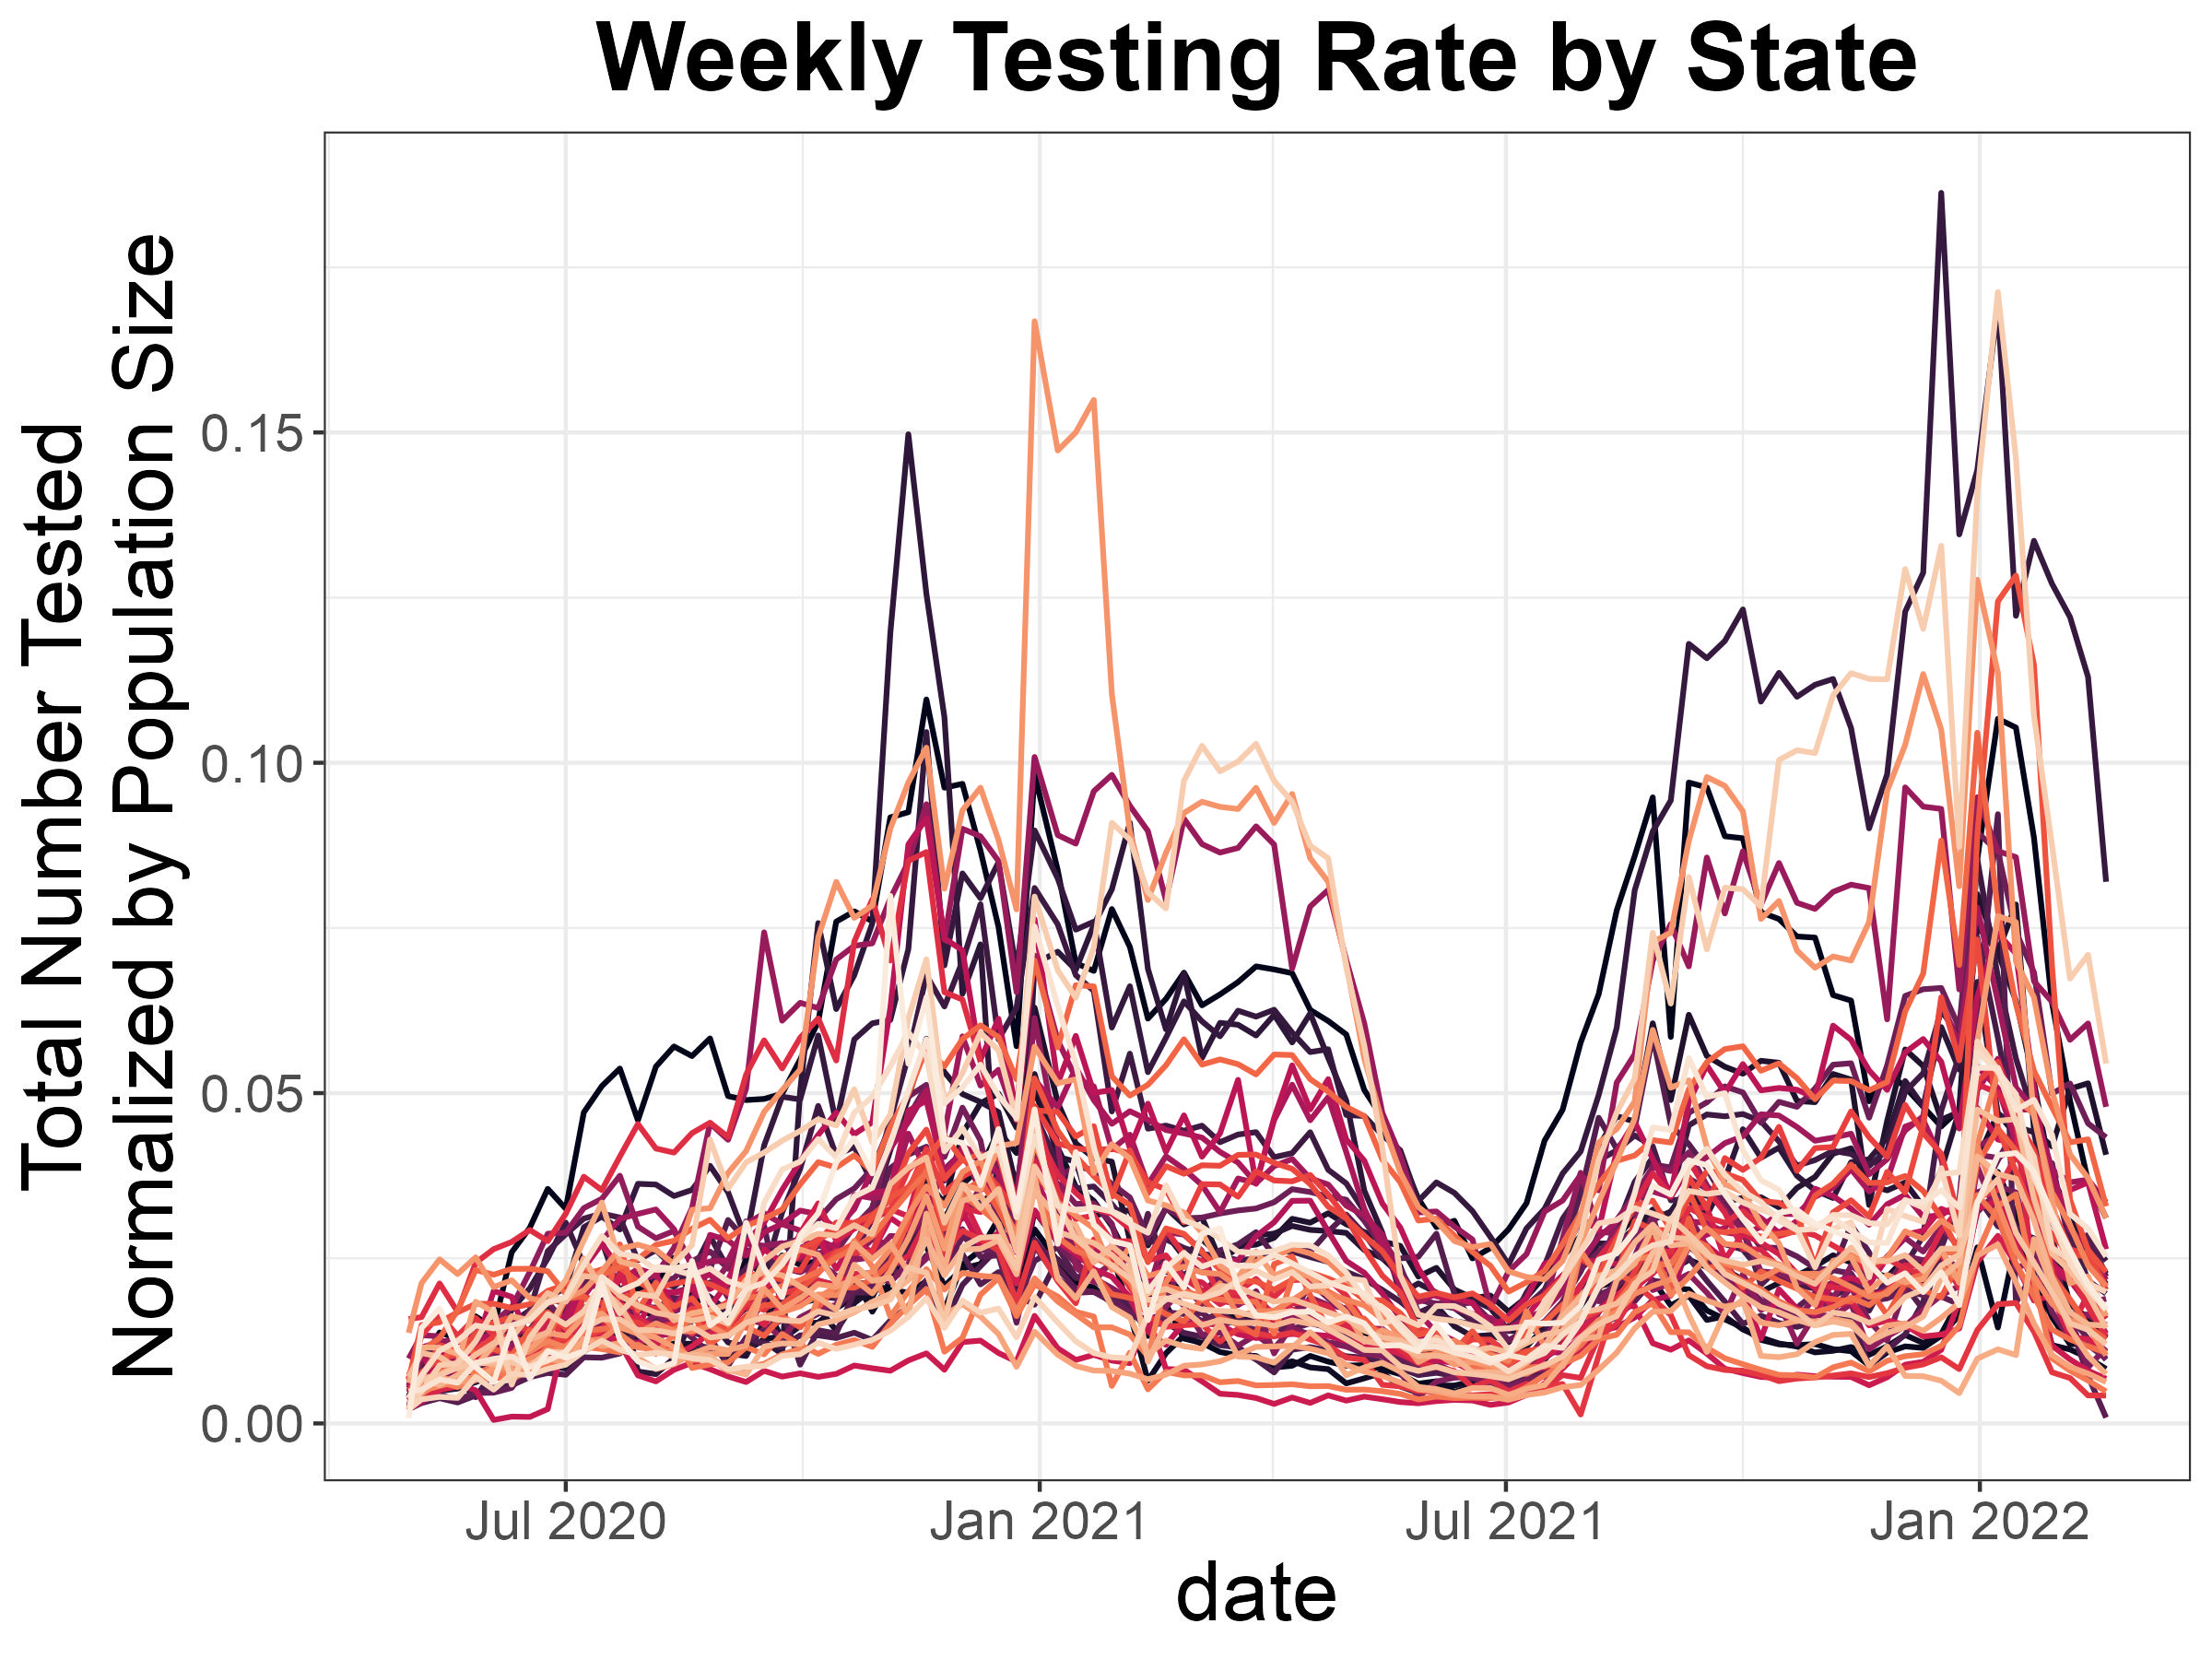 Weekly Testing Rate by State
Total Number Tested
Normalized by Population Size
0.15
0.10
0.05
0.00
Jul 2020
Jan 2021
Jul 2021
Jan 2022
date